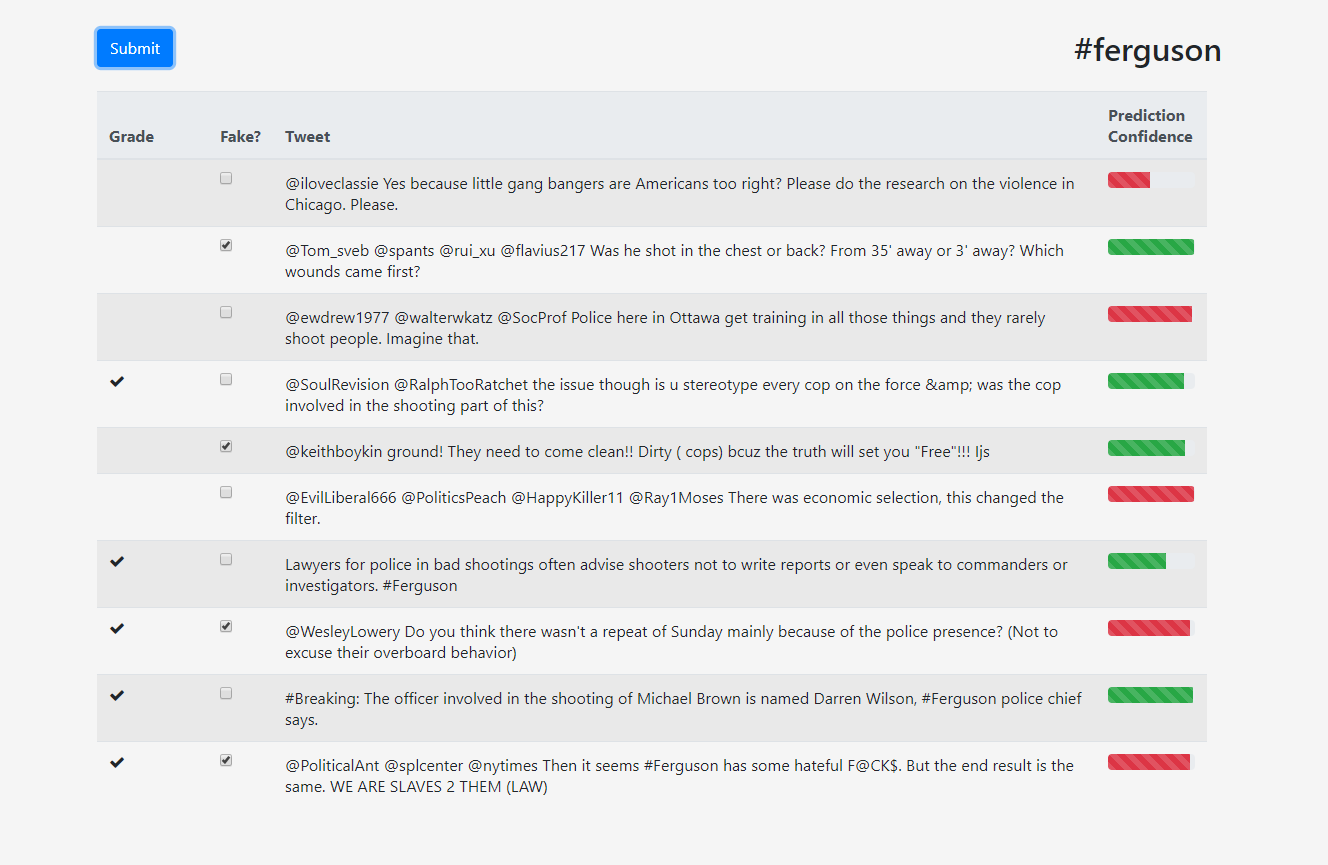 Submit
#ferguson
Prediction
Grade Fake? Tweet Confidence
@iloveclassie Yes because little gang bangers are Americans too right? Please do the research on the violence in
Chicago. Please.
@Tom_sveb @spants @rui_xu @flavius217 Was he shot in the chest or back? From 35' away or 3' away? Which
wounds came first?
@ewdrew1977 @walterwkatz @SocProf Police here in Ottawa get training in all those things and they rarely
shoot people. Imagine that.
@SoulRevision @RalphTooRatchet the issue though is u stereotype every cop on the force &amp; was the cop
involved in the shooting part of this?
@keithboykin ground! They need to come clean!! Dirty ( cops) bcuz the truth will set you "Free"!!! Ijs
@EvilLiberal666 @PoliticsPeach @HappyKiller11 @Ray1Moses There was economic selection, this changed the
filter.
Lawyers for police in bad shootings often advise shooters not to write reports or even speak to commanders or
investigators. #Ferguson
@WesleyLowery Do you think there wasn't a repeat of Sunday mainly because of the police presence? (Not to
excuse their overboard behavior)
#Breaking: The officer involved in the shooting of Michael Brown is named Darren Wilson, #Ferguson police chief
says.
@PoliticalAnt @splcenter @nytimes Then it seems #Ferguson has some hateful F@CK$. But the end result is the
same. WE ARE SLAVES 2 THEM (LAW)